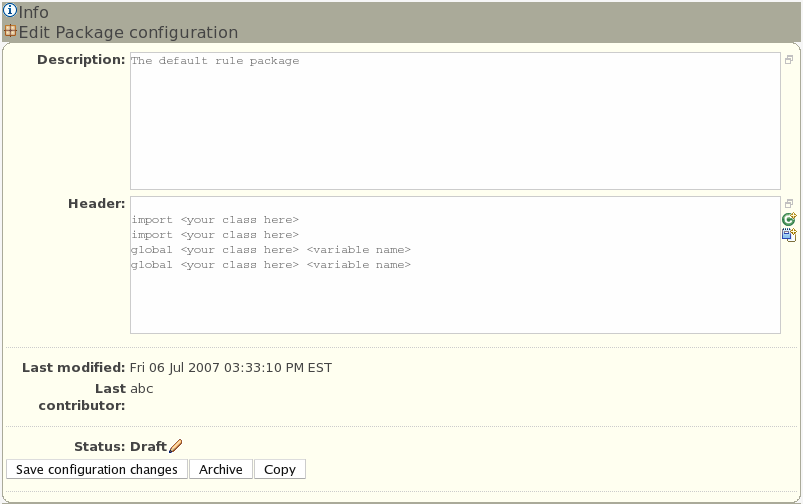 Info
Edit Package configuration
Description: The default rule package
Header:
import <your class here>
import <your class here>
global <your class here> <variable name>
global <your class here> <variable name>
Last modified: Fri 06 Jul 2007 03:33:10 PM EST
Last abc
contributor:
Status: Draft
Save configuration changes Archive Copy